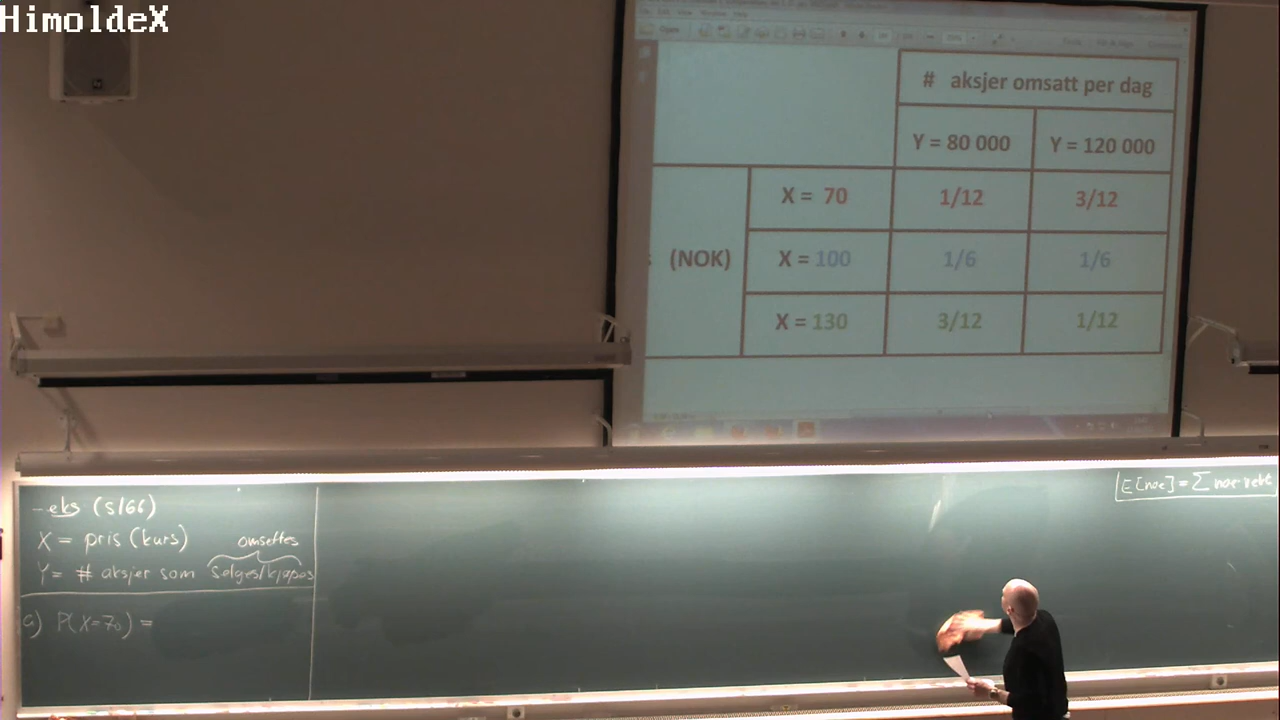 HimoldeX
# aksjer omsatt per dag
Y = 80 000 Y = 120 000
X = 70 1/12 3/12
(NOK) X = 100 1/6 1/6
X = 130 3/12 1/12
- eks (s166)
X = pris (kurs) omsettes
Y = # aksjer som selges/kjøpes
a) P(X=70) =
E[noe] = Σ noe · vekt